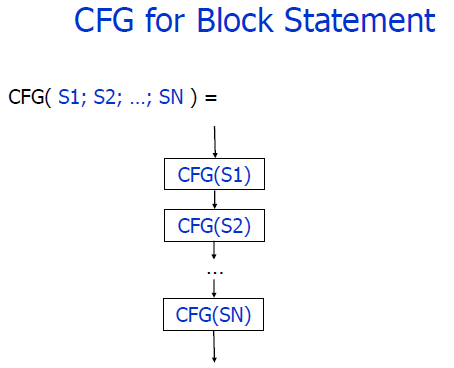 CFG for Block Statement
CFG( S1; S2; ...; SN ) =
CFG(S1)
CFG(S2)
...
CFG(SN)